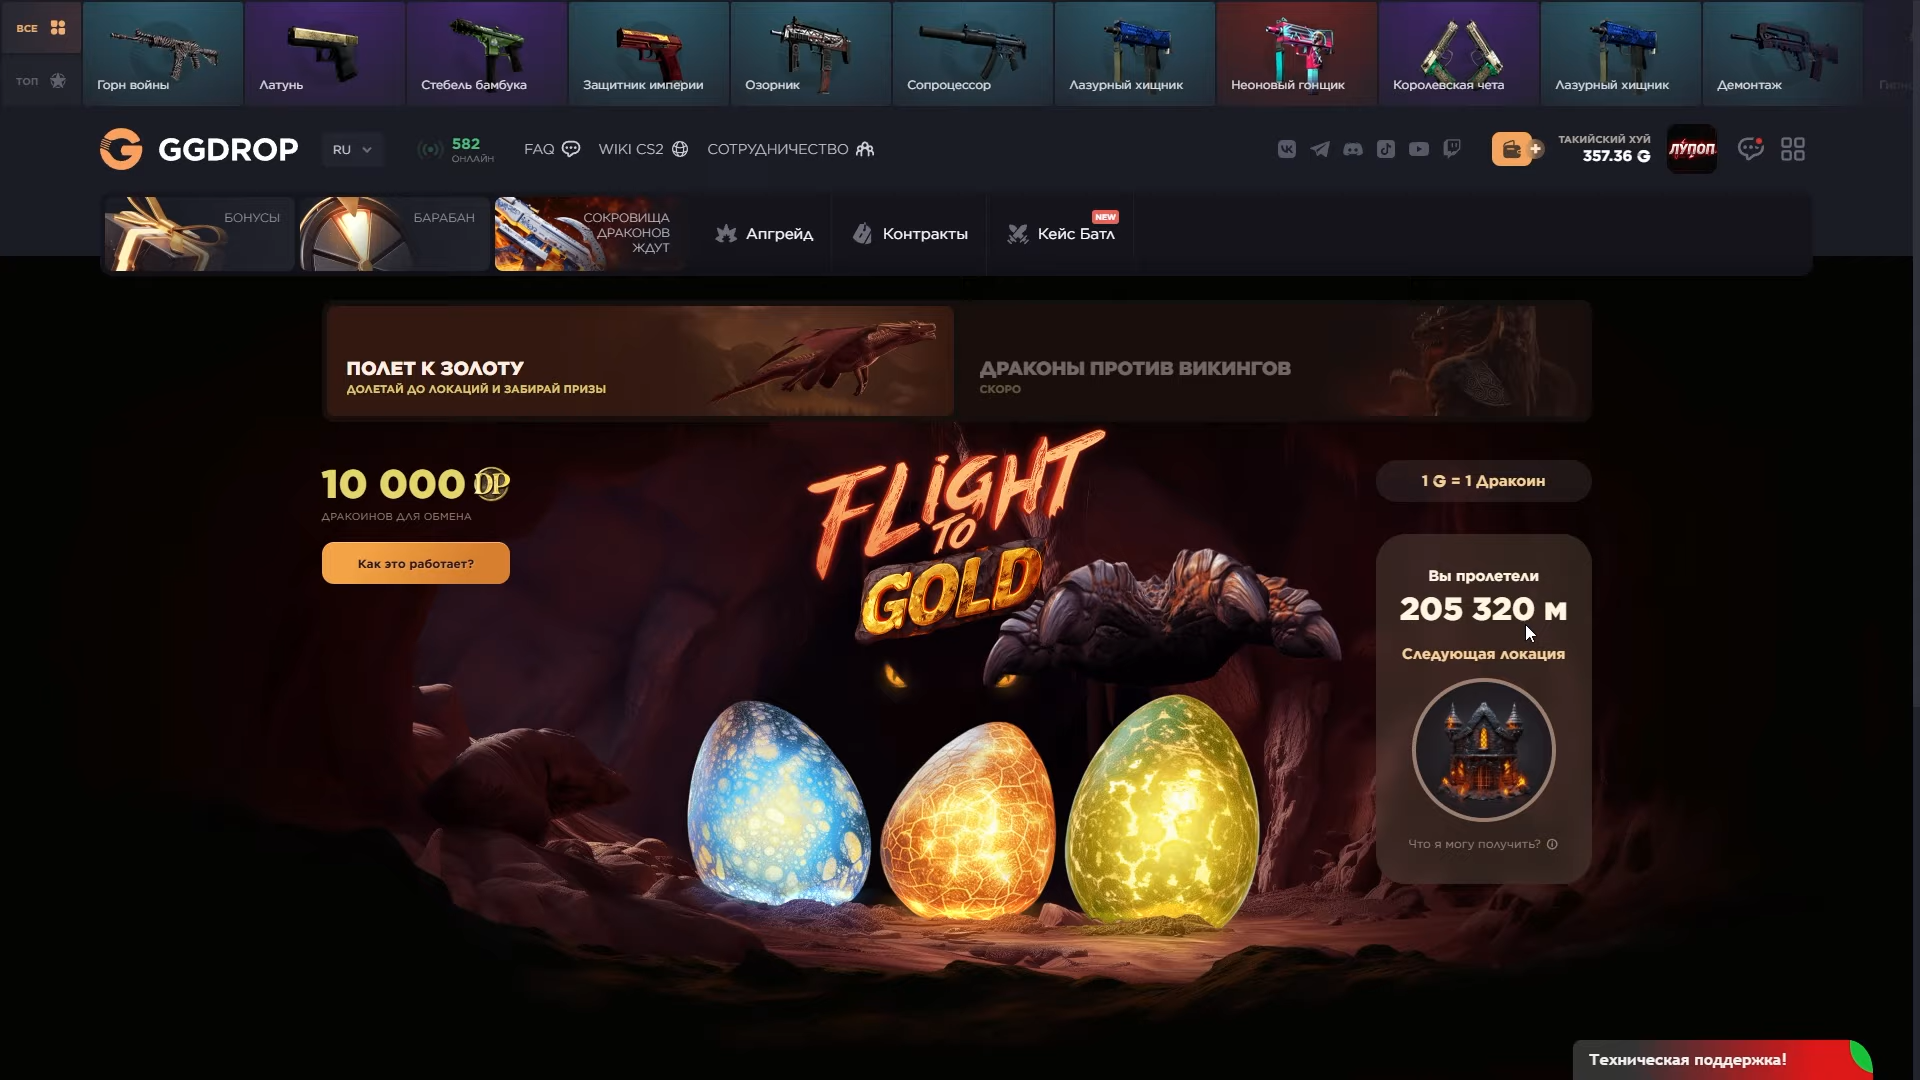 ВСЕ
ТОП
Горн войны
Латунь
Стебель бамбука
Защитник империи
Озорник
Сопроцессор
Лазурный хищник
Неоновый гонщик
Королевская чета
Лазурный хищник
Демонтаж
GGDROP
RU
582
ОНЛАЙН
FAQ
WIKI CS2
СОТРУДНИЧЕСТВО
ТАКИЙСКИЙ ХУЙ
357.36 G
ЛУПОП
БОНУСЫ
БАРАБАН
СОКРОВИЩА
ДРАКОНОВ
ЖДУТ
Апгрейд
Контракты
Кейс Батл
NEW
ПОЛЕТ К ЗОЛОТУ
ДОЛЕТАЙ ДО ЛОКАЦИЙ И ЗАБИРАЙ ПРИЗЫ
ДРАКОНЫ ПРОТИВ ВИКИНГОВ
СКОРО
10 000 DP
ДРАКОИНОВ ДЛЯ ОБМЕНА
Как это работает?
FLIGHT
TO
GOLD
1 G = 1 Дракоин
Вы пролетели
205 320 м
Следующая локация
Что я могу получить?
Техническая поддержка!